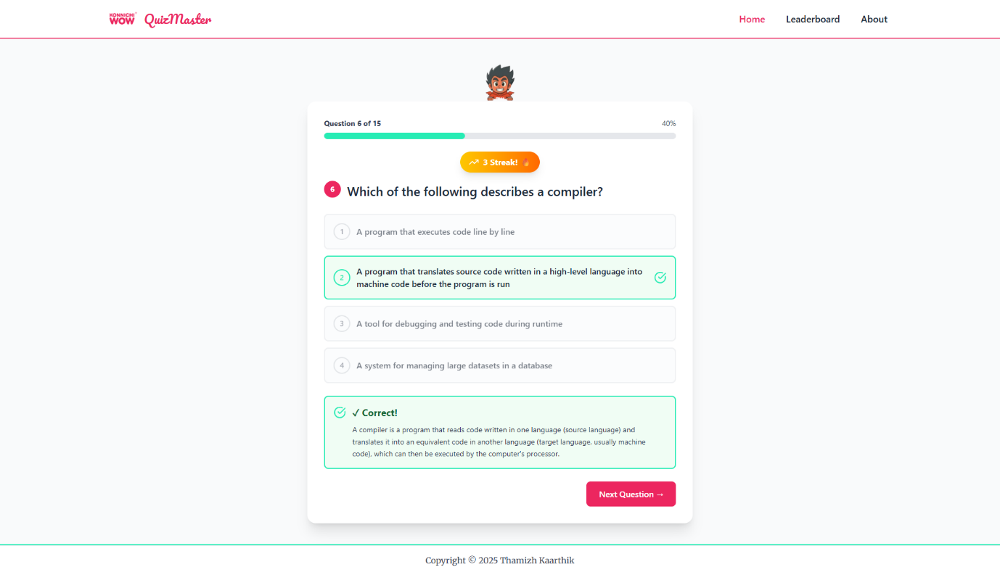 KONNICHI
WOW
QuizMaster
Home
Leaderboard
About
Question 6 of 15
40%
3 Streak! 🔥
6
Which of the following describes a compiler?
1
A program that executes code line by line
2
A program that translates source code written in a high-level language into
machine code before the program is run
3
A tool for debugging and testing code during runtime
4
A system for managing large datasets in a database
✓ Correct!
A compiler is a program that reads code written in one language (source language) and
translates it into an equivalent code in another language (target language, usually machine
code), which can then be executed by the computer's processor.
Next Question →
Copyright © 2025 Thamizh Kaarthik